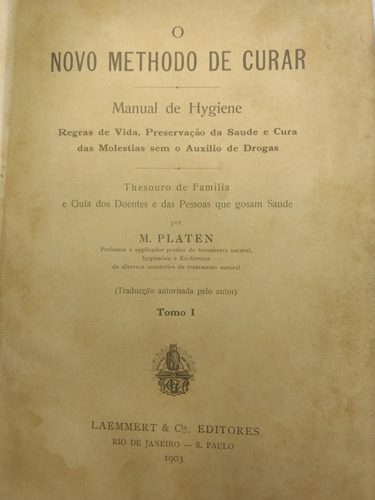 O
NOVO METHODO DE CURAR
Manual de Hygiene
Regras de Vida, Preservação da Saude e Cura
das Molestias sem o Auxilio de Drogas
Thesouro de Familia
e Guia dos Doentes e das Pessoas que gosam Saude
por
M. PLATEN
Professor e applicador pratico do tratamento natural,
hygienista e Ex-director
de diversos sanatorios de tratamento natural
(Traducção autorisada pelo autor)
Tomo I
LAEMMERT & Cia, EDITORES
RIO DE JANEIRO — S. PAULO
1903